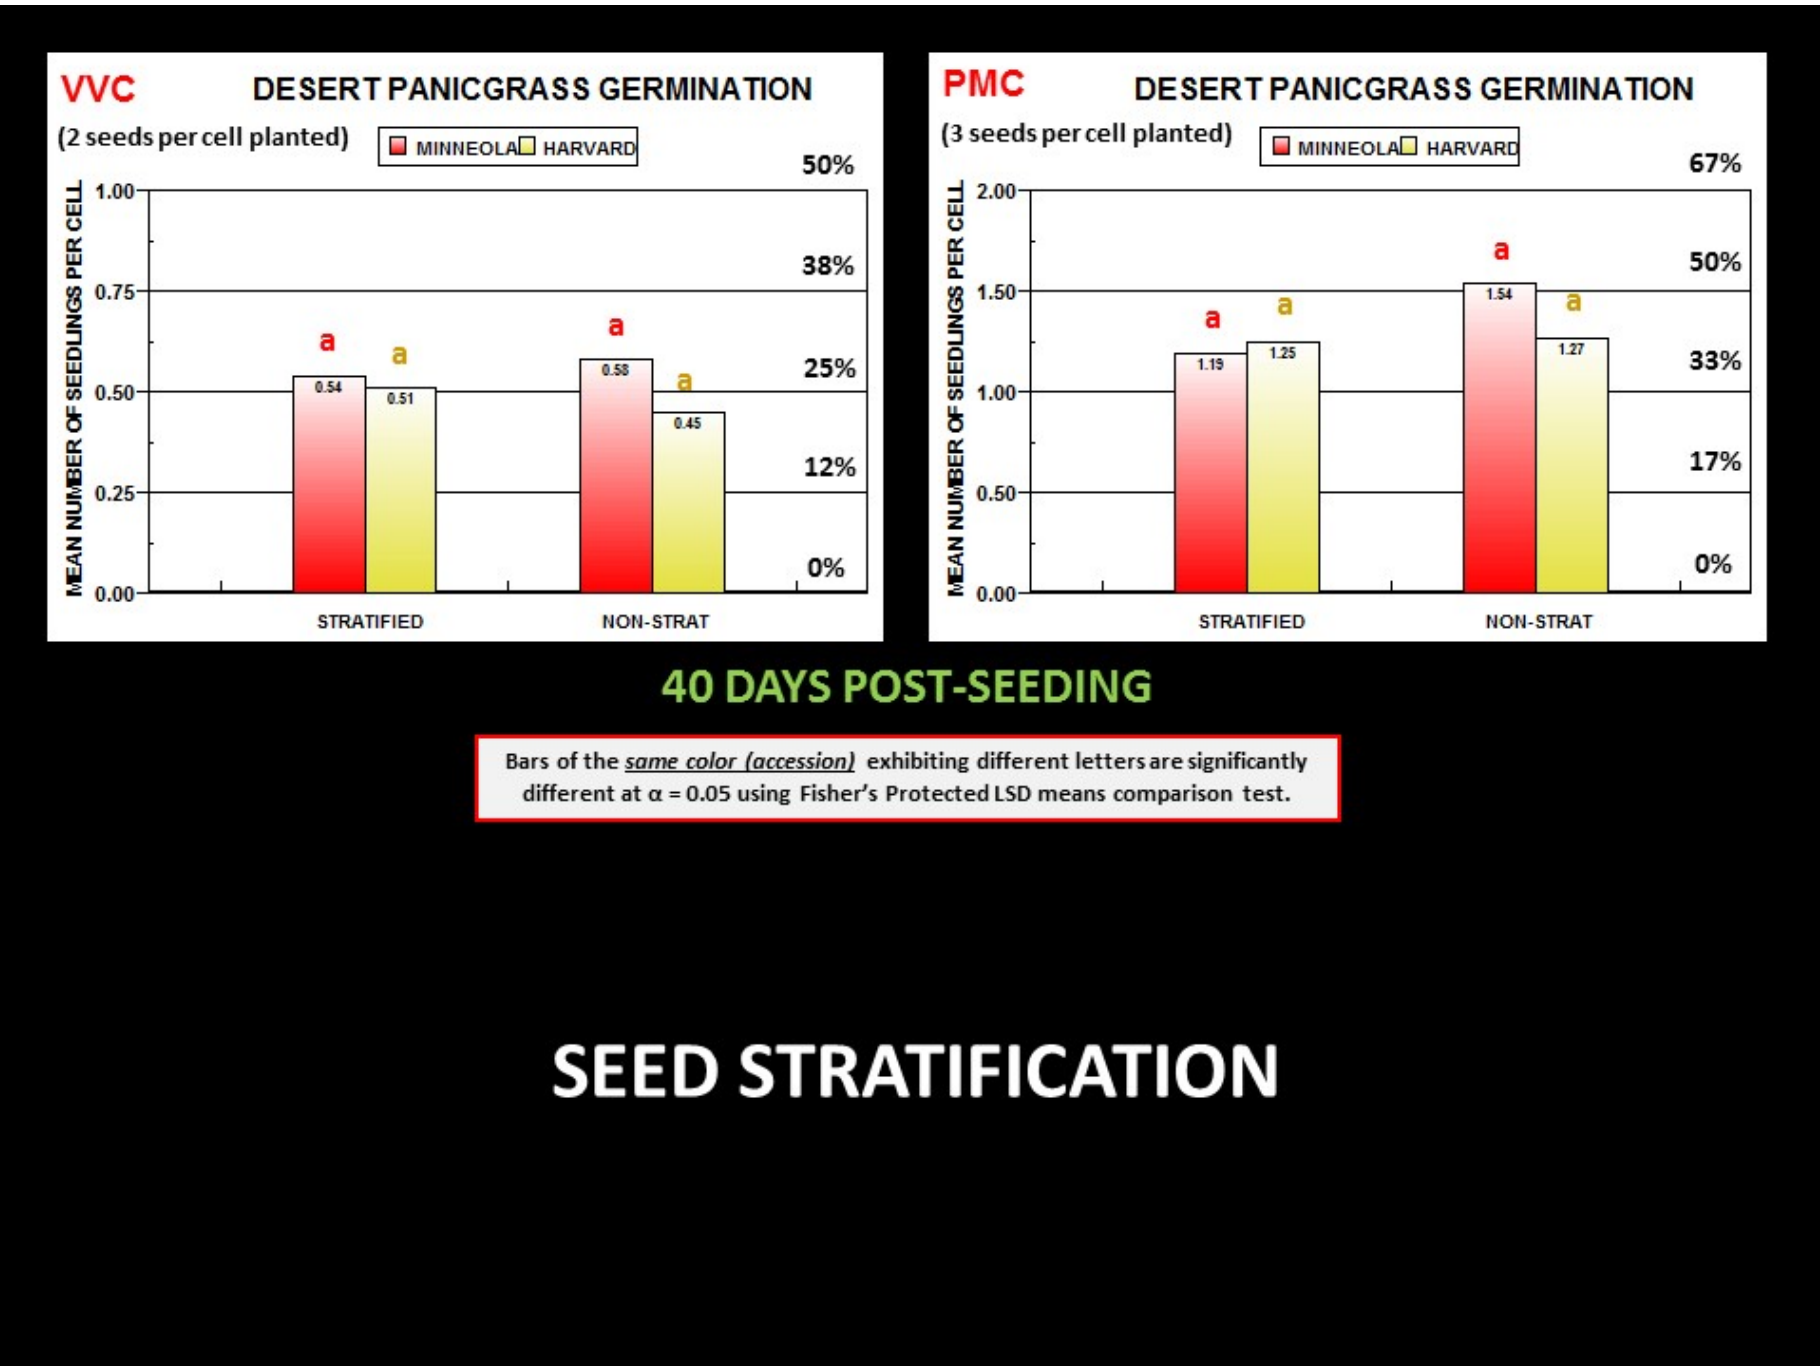 VVC
DESERT PANICGRASS GERMINATION
(2 seeds per cell planted)
MINNEOLA HARVARD
MEAN NUMBER OF SEEDLINGS PER CELL
1.00
0.75
0.50
0.25
0.00
50%
38%
25%
12%
0%
a
a
a
a
0.54
0.51
0.58
0.45
STRATIFIED
NON-STRAT
PMC
DESERT PANICGRASS GERMINATION
(3 seeds per cell planted)
MINNEOLA HARVARD
MEAN NUMBER OF SEEDLINGS PER CELL
2.00
1.50
1.00
0.50
0.00
67%
50%
33%
17%
0%
a
a
a
a
1.19
1.25
1.54
1.27
STRATIFIED
NON-STRAT
40 DAYS POST-SEEDING
Bars of the same color (accession) exhibiting different letters are significantly
different at α = 0.05 using Fisher’s Protected LSD means comparison test.
SEED STRATIFICATION